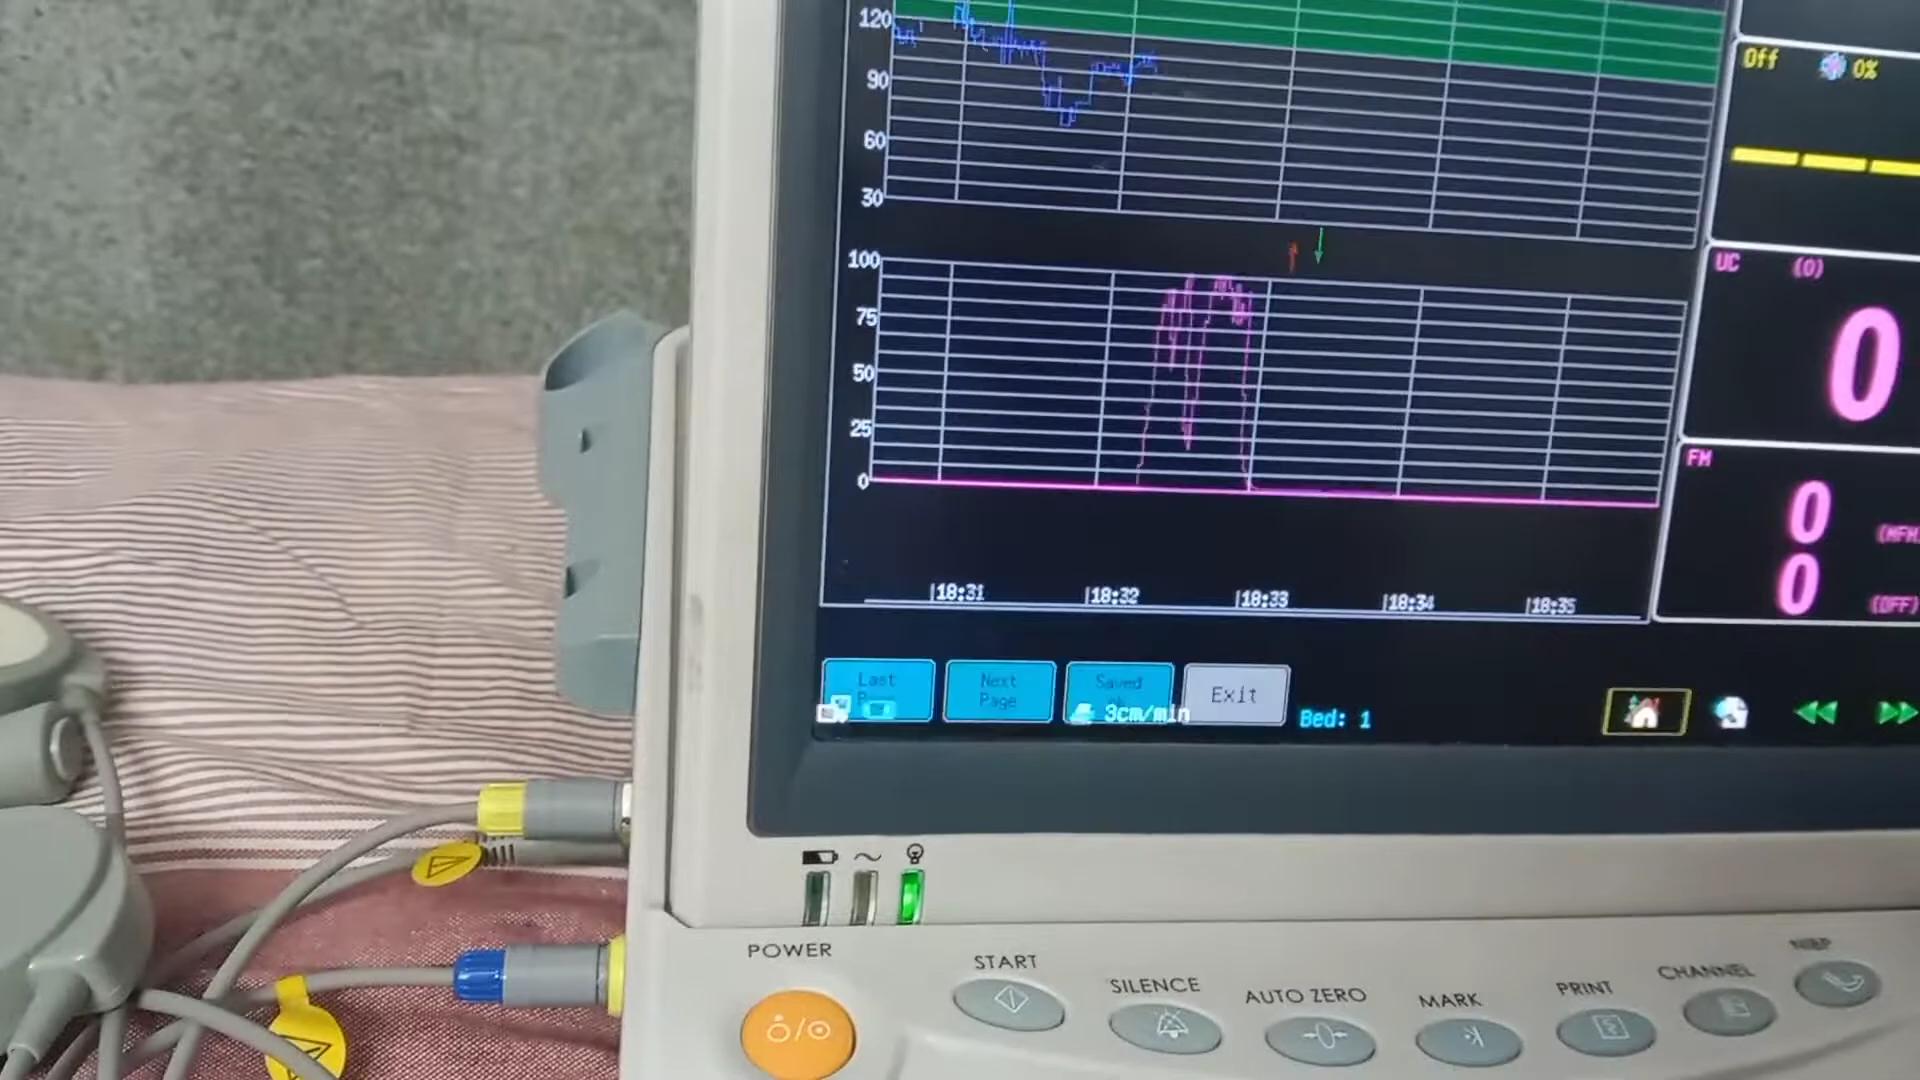 120
90
60
30
Off 0%
100
75
50
25
0
UC (0)
0
FM
0
0 (OFF)
18:31 18:32 18:33 18:34 18:35
Last
Next Page
Saved
Exit
3cm/min
Bed: 1
POWER
START
SILENCE
AUTO ZERO
MARK
PRINT
CHANNEL
NIBP